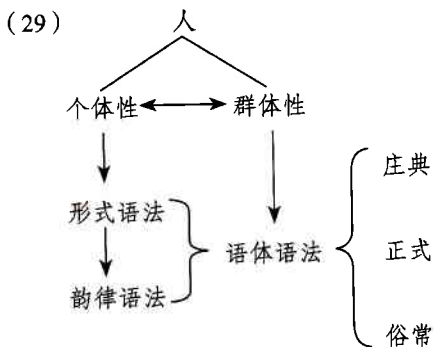 (29)
人
个体性 群体性
庄典
形式语法
语体语法 正式
韵律语法
俗常